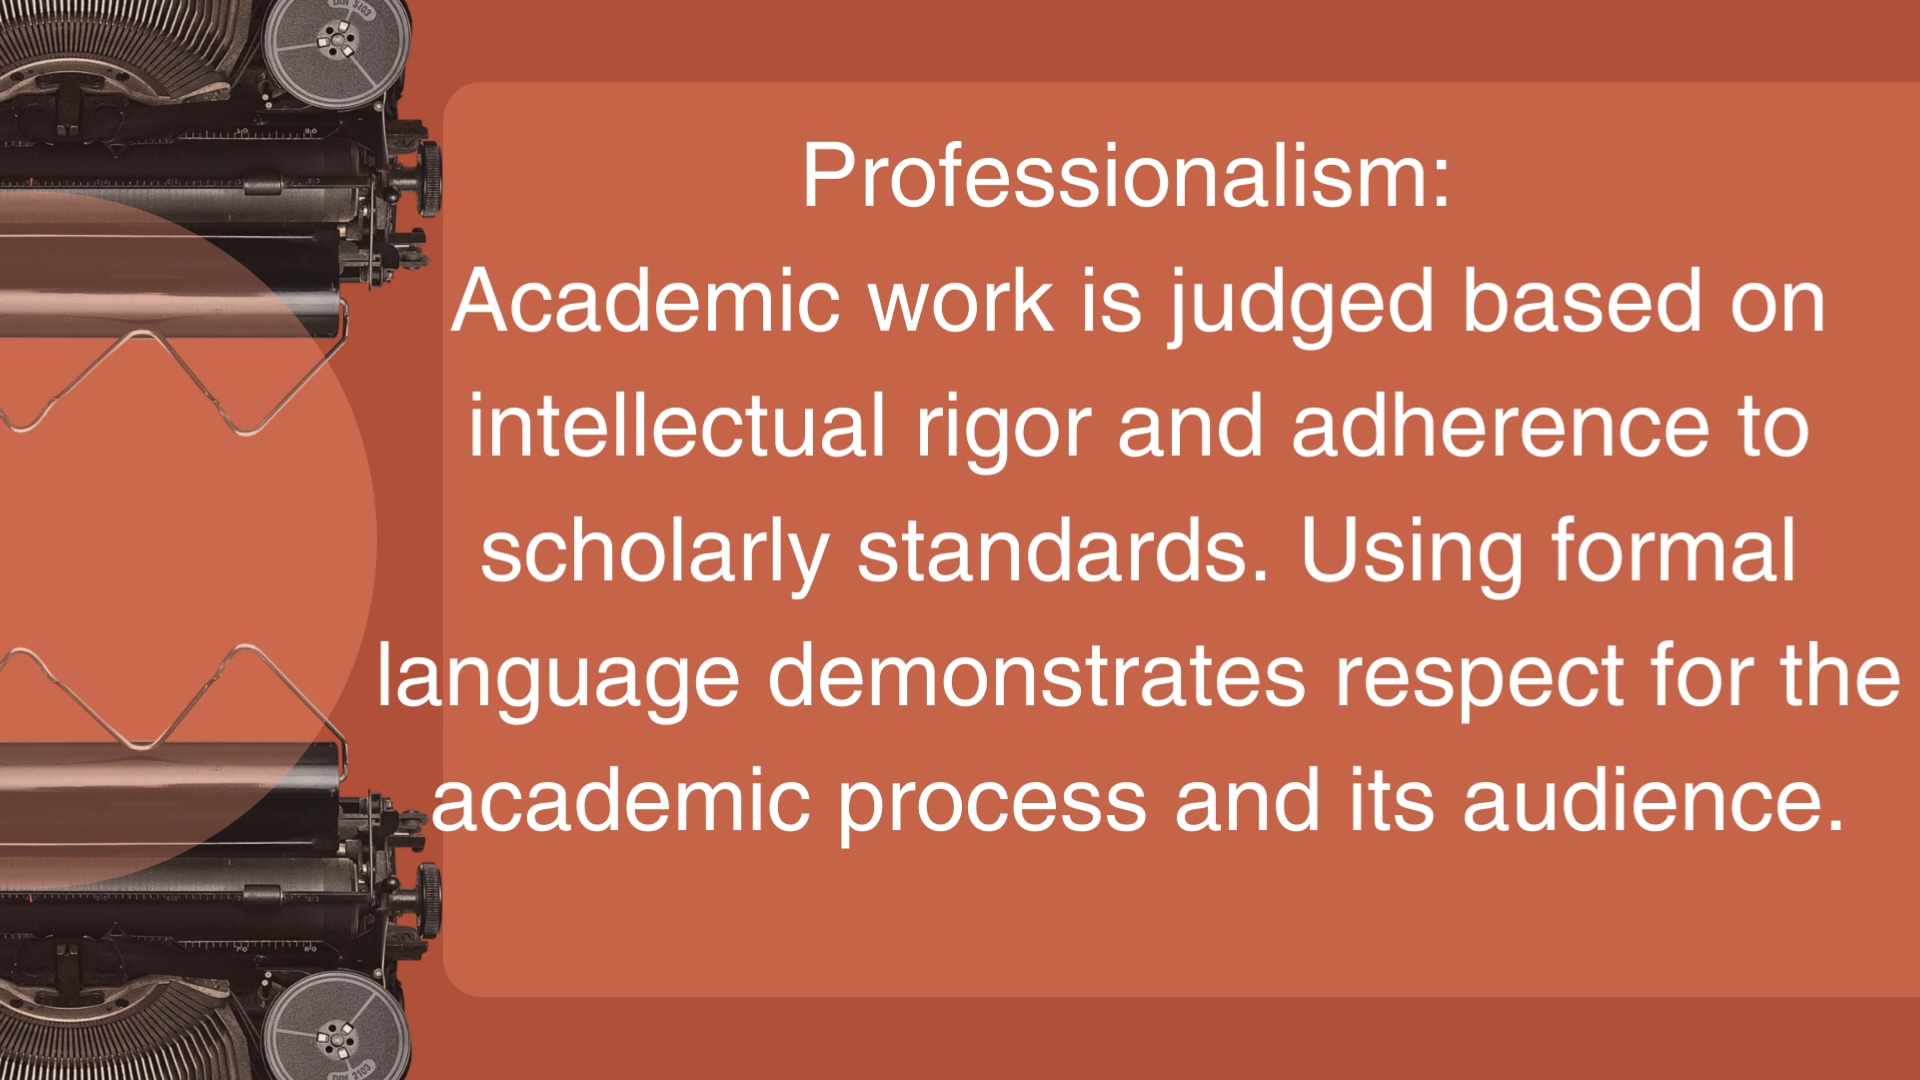 Professionalism:
Academic work is judged based on
intellectual rigor and adherence to
scholarly standards. Using formal
language demonstrates respect for the
academic process and its audience.